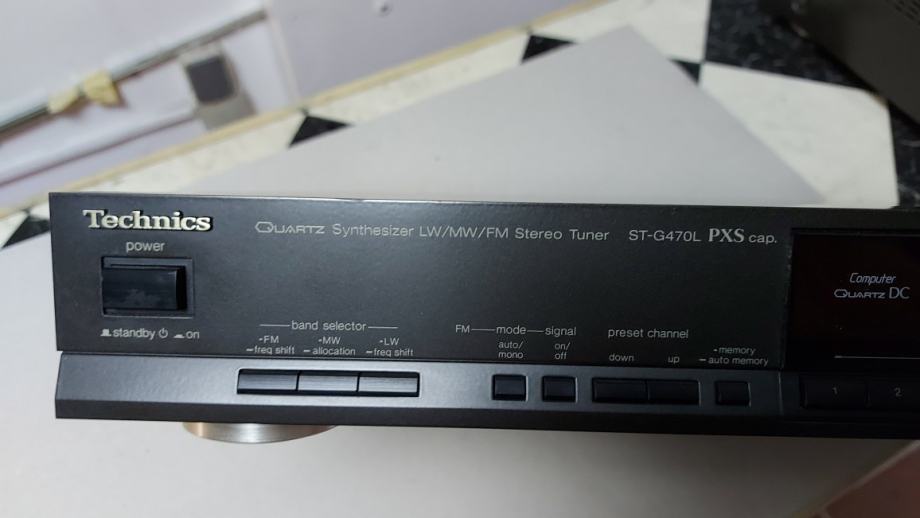 Technics
Quartz Synthesizer LW/MW/FM Stereo Tuner ST-G470L PXS cap.
power
standby on
band selector
-FM -MW -LW
-freq shift -allocation -freq shift
FM mode signal
auto/ mono
on/ off
preset channel
down up
-memory
-auto memory
Computer
Quartz DC
1 2